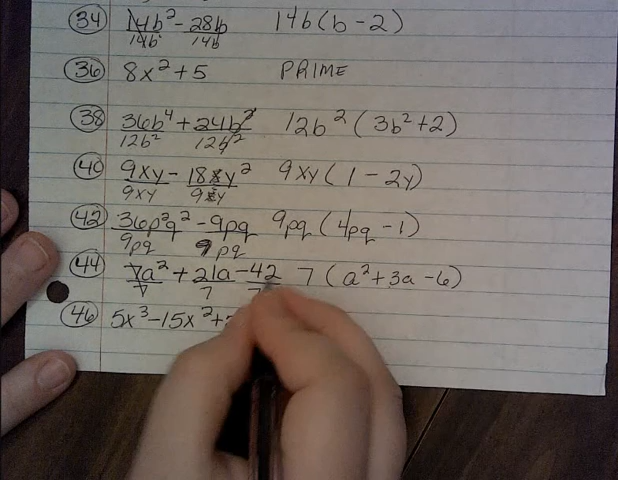 34 14b² - 28b 14b(b - 2)
14b 14b
36 8x² + 5 PRIME
38 36b⁴ + 24b² 12b²(3b² + 2)
12b² 12b²
40 9xy - 18xy² 9xy(1 - 2y)
9xy 9xy
42 36p²q² - 9pq 9pq(4pq - 1)
9pq 9pq
44 7a² + 21a - 42 7(a² + 3a - 6)
7 7 7
46 5x³ - 15x² +